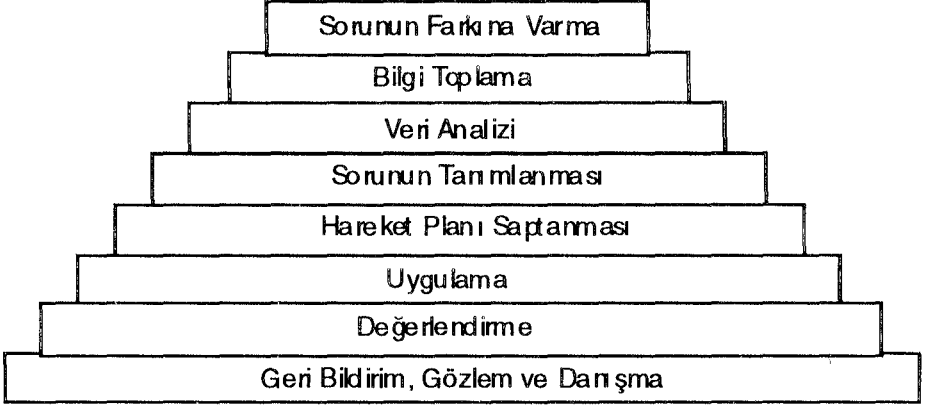 Sorunun Farkına Varma
Bilgi Toplama
Veri Analizi
Sorunun Tanımlanması
Hareket Planı Saptanması
Uygulama
Değerlendirme
Geri Bildirim, Gözlem ve Danışma